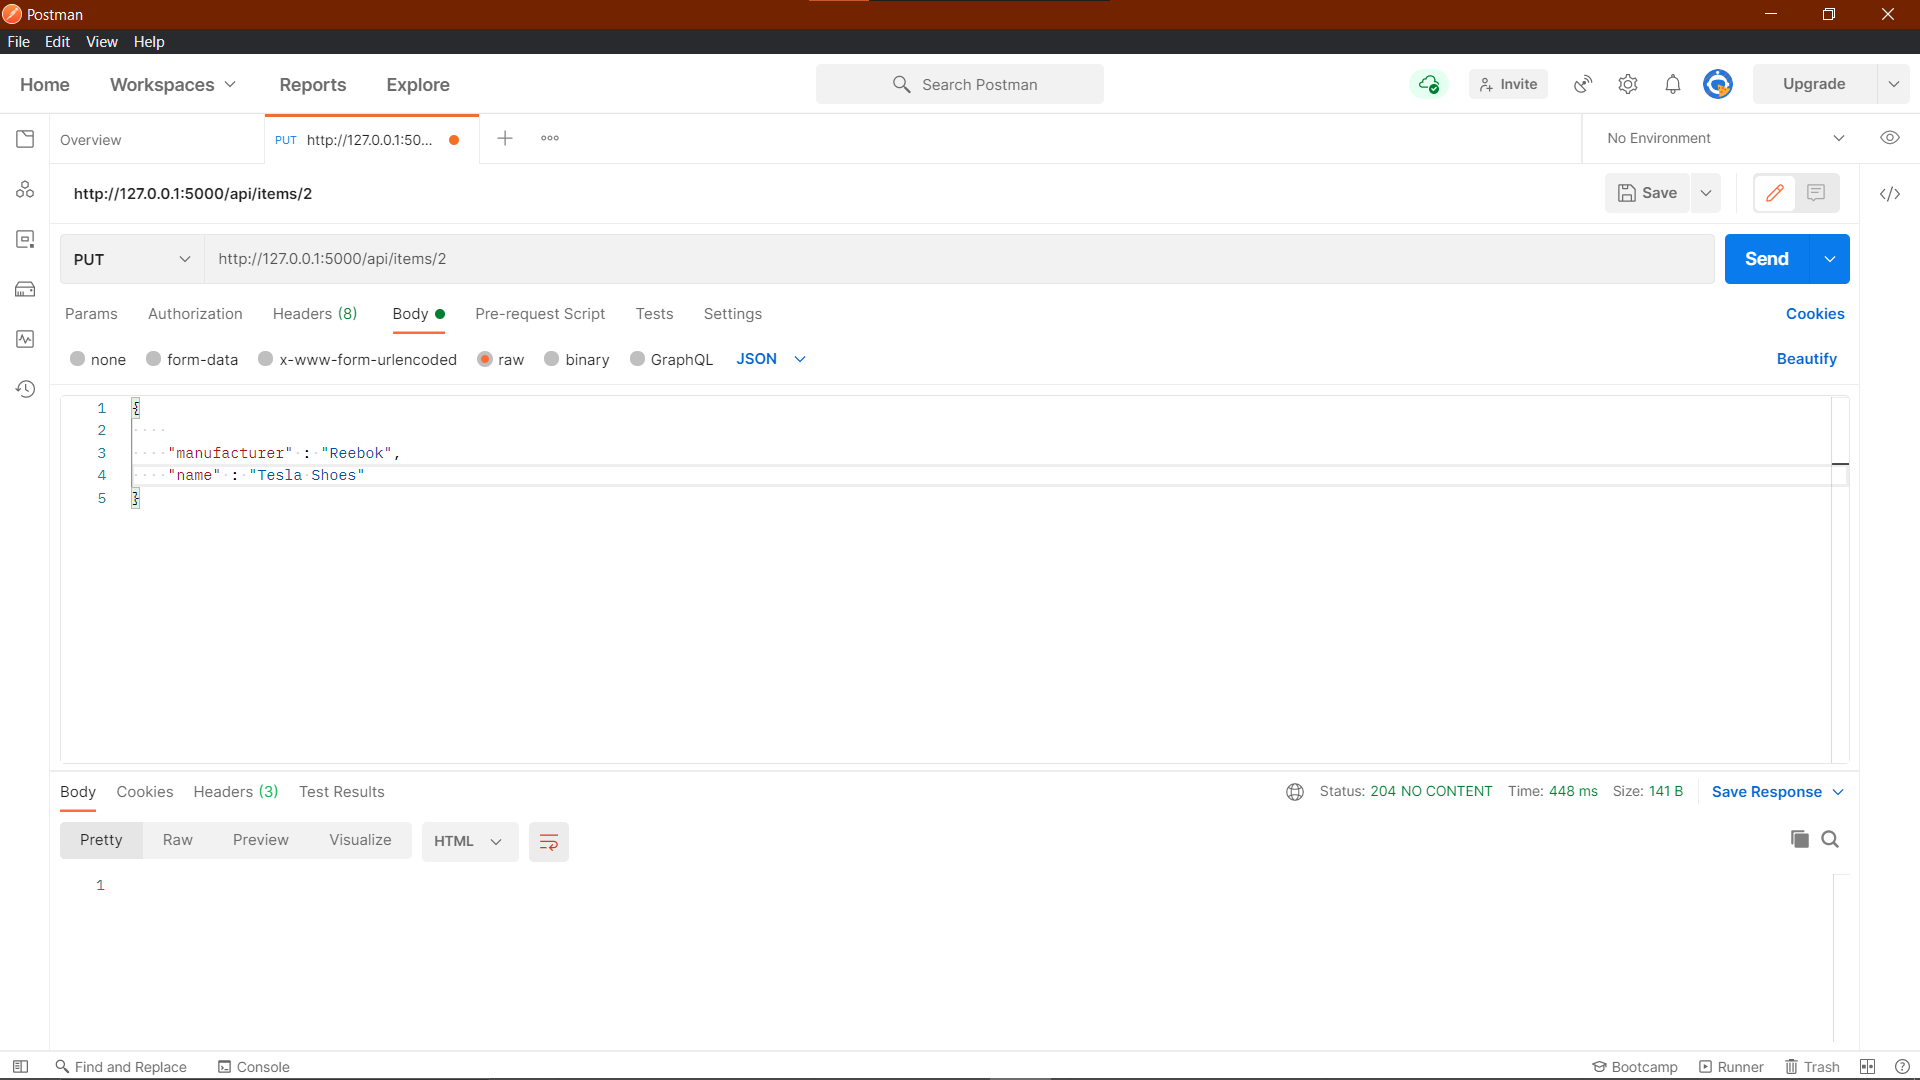 Postman
File Edit View Help
Home Workspaces Reports Explore Search Postman Invite Upgrade
Overview PUT http://127.0.0.1:50... No Environment
http://127.0.0.1:5000/api/items/2 Save
PUT http://127.0.0.1:5000/api/items/2 Send
Params Authorization Headers (8) Body Pre-request Script Tests Settings Cookies
none form-data x-www-form-urlencoded raw binary GraphQL JSON Beautify
1 {
2
3 "manufacturer" : "Reebok",
4 "name" : "Tesla Shoes"
5 }
Body Cookies Headers (3) Test Results Status: 204 NO CONTENT Time: 448 ms Size: 141 B Save Response
Pretty Raw Preview Visualize HTML
1
Find and Replace Console Bootcamp Runner Trash